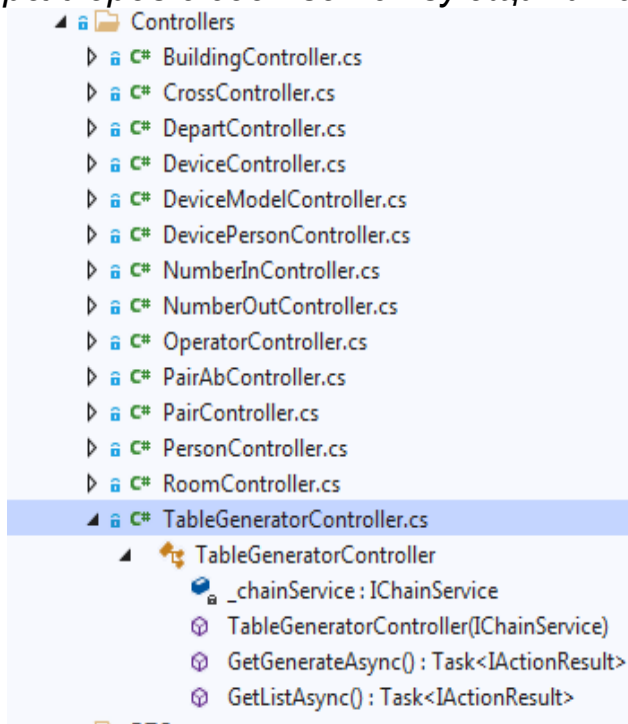 Controllers
C# BuildingController.cs
C# CrossController.cs
C# DepartController.cs
C# DeviceController.cs
C# DeviceModelController.cs
C# DevicePersonController.cs
C# NumberInController.cs
C# NumberOutController.cs
C# OperatorController.cs
C# PairAbController.cs
C# PairController.cs
C# PersonController.cs
C# RoomController.cs
C# TableGeneratorController.cs
TableGeneratorController
_chainService : IChainService
TableGeneratorController(IChainService)
GetGenerateAsync() : Task<IActionResult>
GetListAsync() : Task<IActionResult>